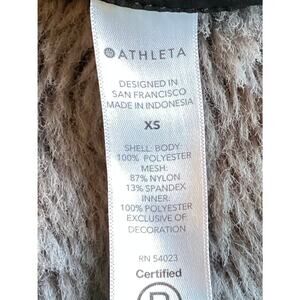 ATHLETA
DESIGNED IN
SAN FRANCISCO
MADE IN INDONESIA
XS
SHELL: BODY:
100% POLYESTER
MESH:
87% NYLON
13% SPANDEX
INNER:
100% POLYESTER
EXCLUSIVE OF
DECORATION
RN 54023
Certified
B